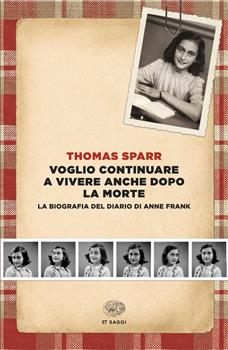 THOMAS SPARR
VOGLIO CONTINUARE
A VIVERE ANCHE DOPO
LA MORTE
LA BIOGRAFIA DEL DIARIO DI ANNE FRANK
ET SAGGI